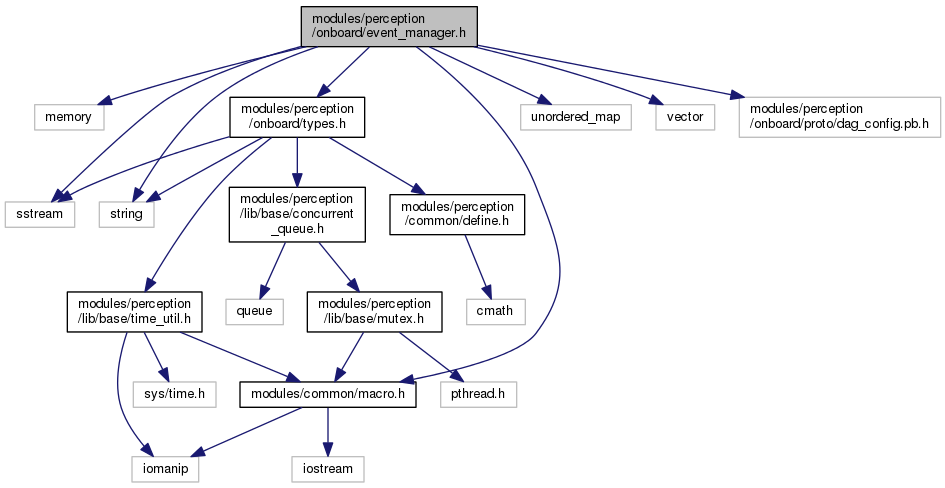 modules/perception
/onboard/event_manager.h
memory
modules/perception
/onboard/types.h
unordered_map
vector
modules/perception
/onboard/proto/dag_config.pb.h
sstream
string
modules/perception
/lib/base/concurrent
_queue.h
modules/perception
/common/define.h
modules/perception
/lib/base/time_util.h
queue
modules/perception
/lib/base/mutex.h
cmath
sys/time.h
modules/common/macro.h
pthread.h
iomanip
iostream